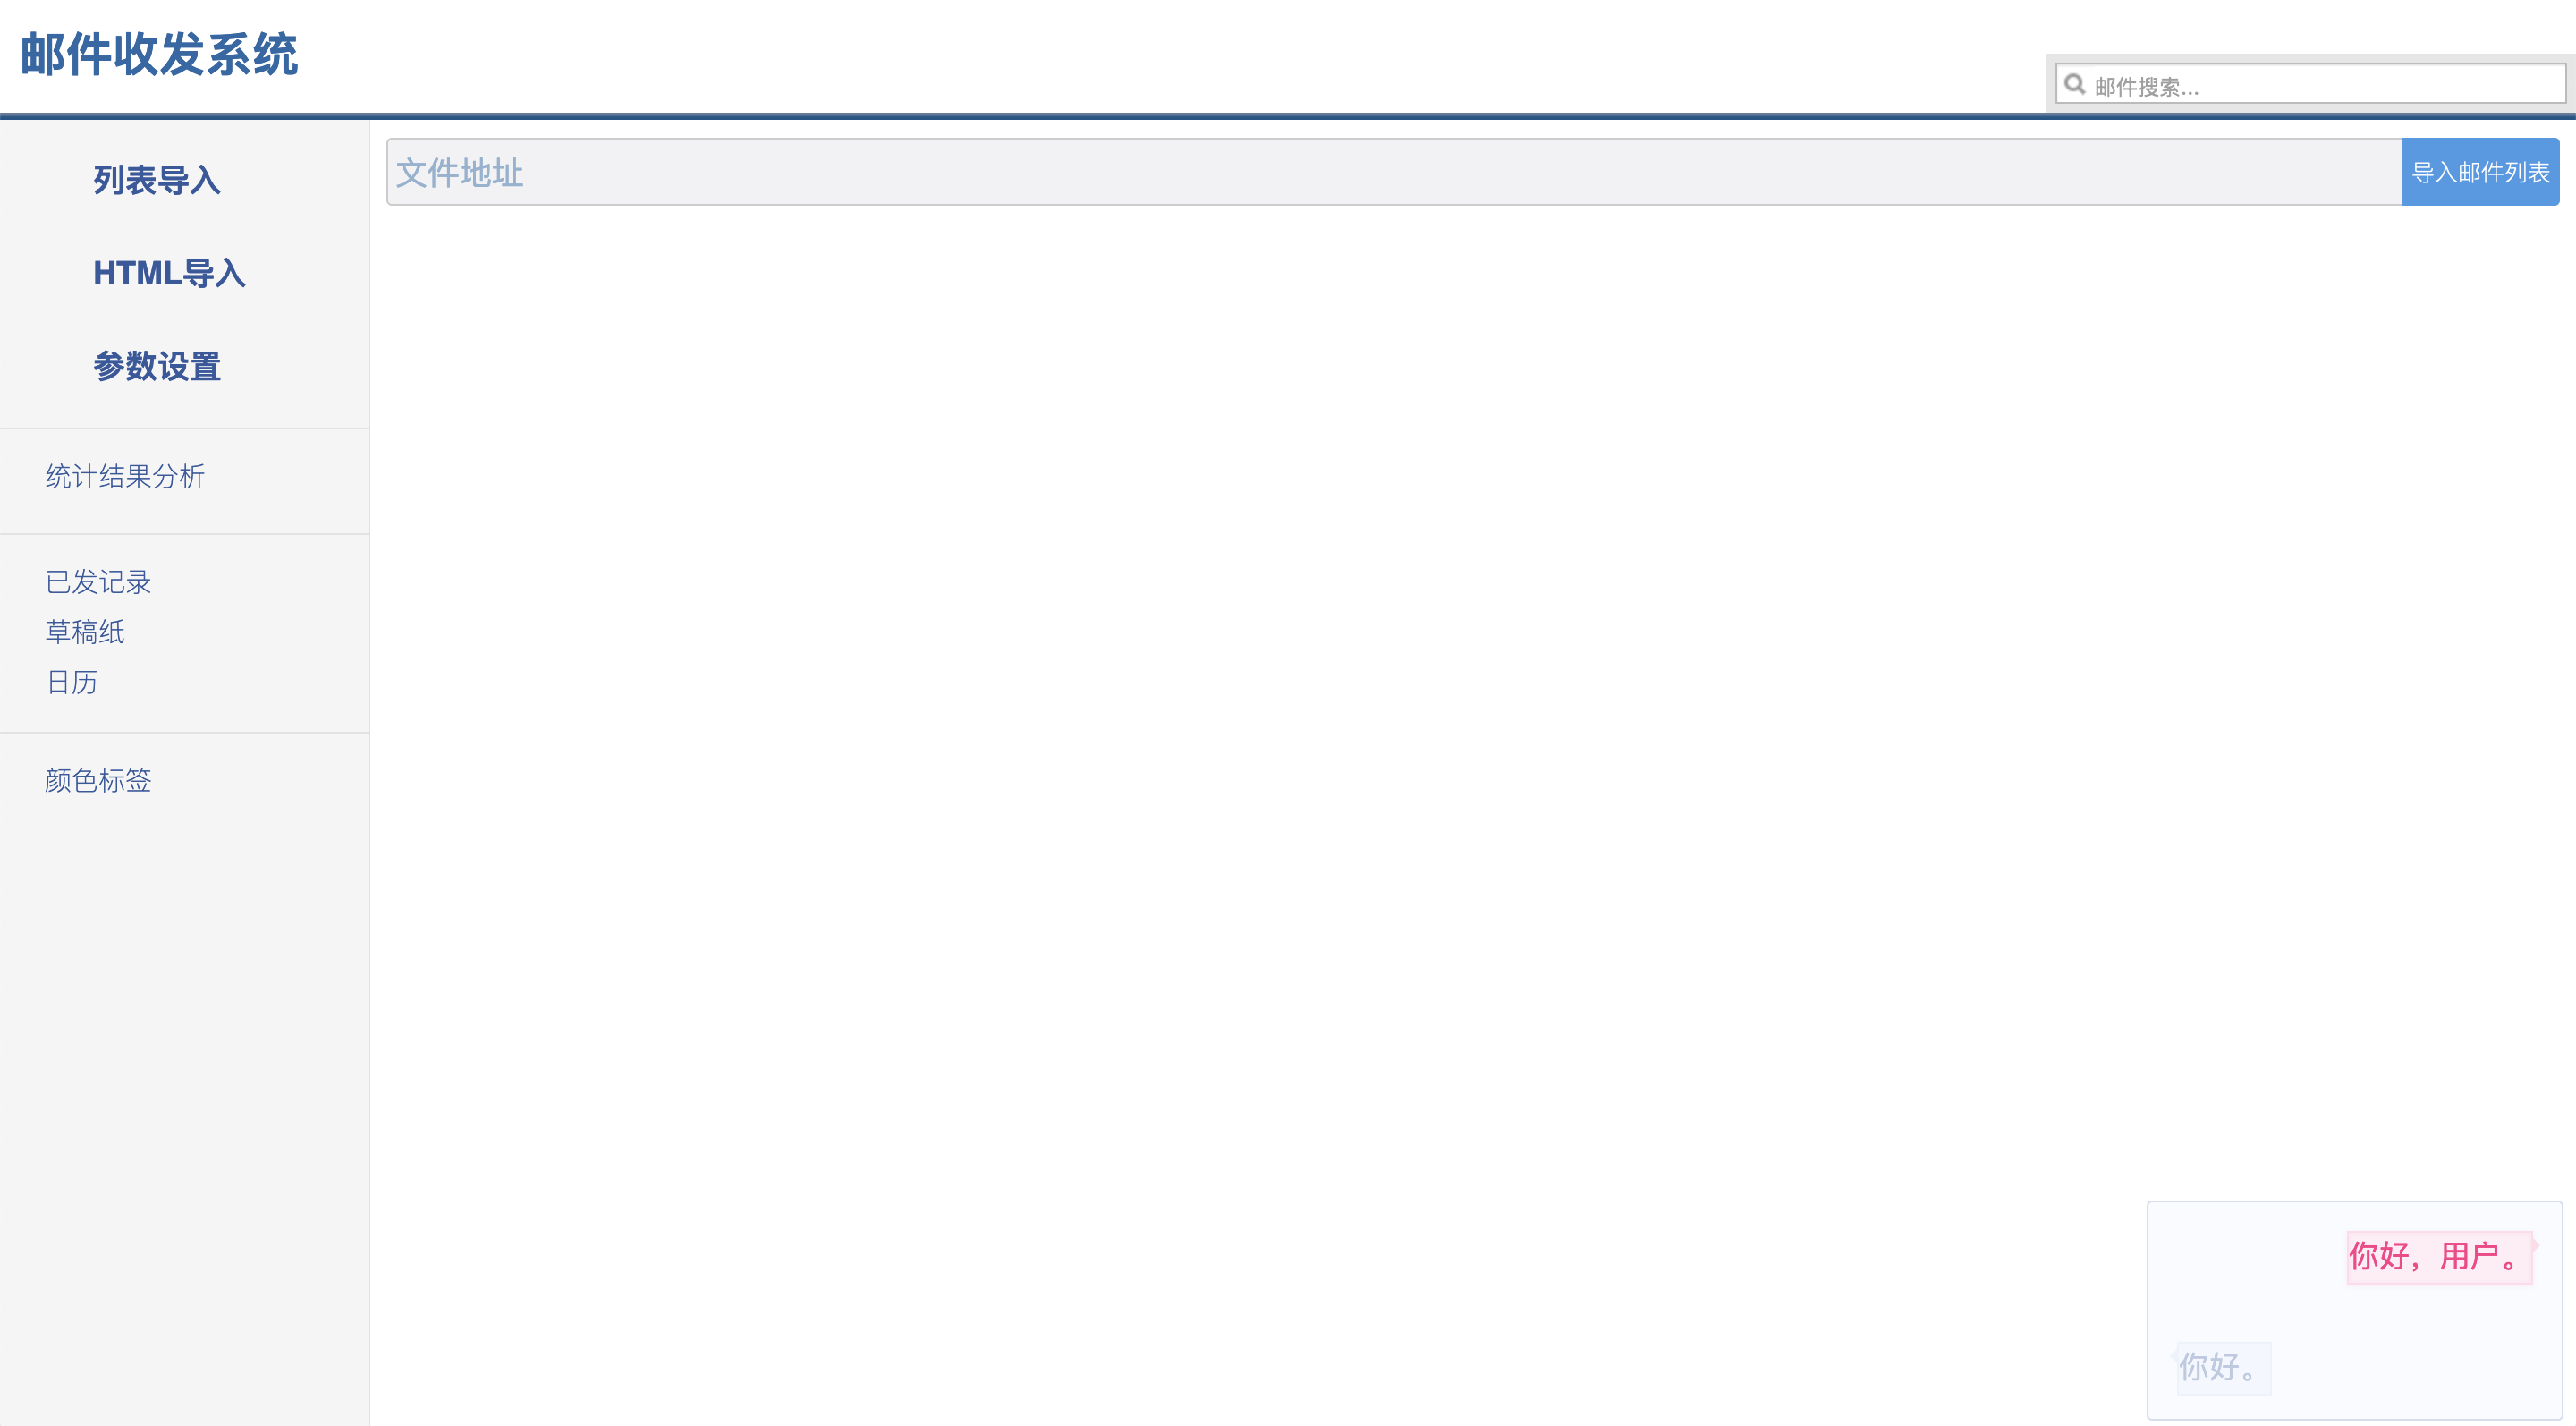 邮件收发系统
邮件搜索...
列表导入
HTML导入
参数设置
统计结果分析
已发记录
草稿纸
日历
颜色标签
文件地址
导入邮件列表
你好，用户。
你好。